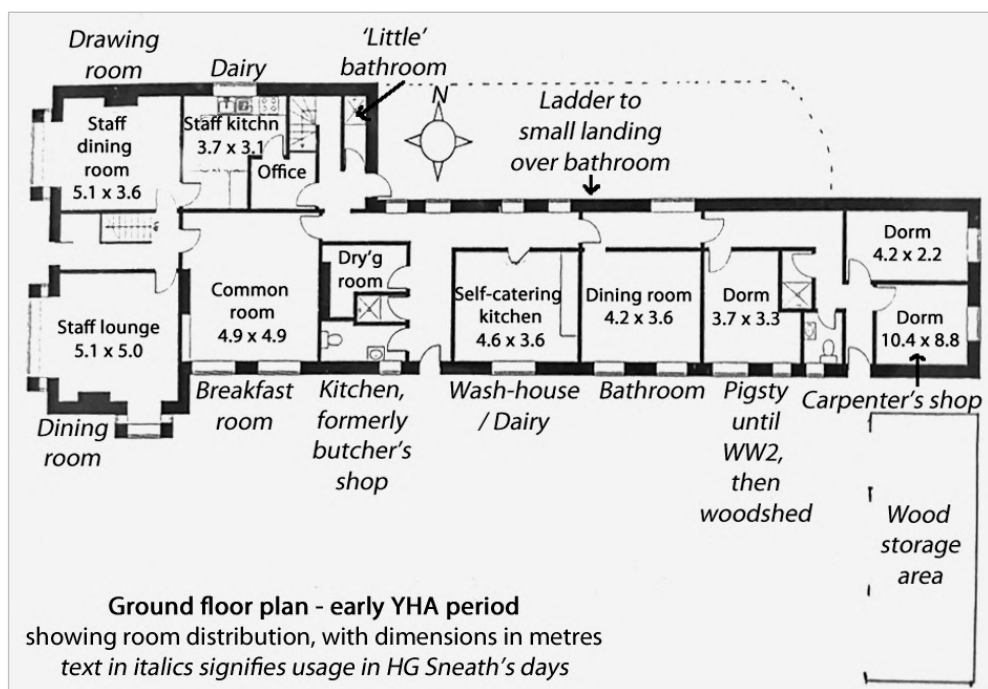 Drawing
room
Dairy
‘Little’
bathroom
N
Ladder to
small landing
over bathroom
Staff
dining
room
5.1 x 3.6
Staff kitchn
3.7 x 3.1
Office
Dry'g
room
Common
room
4.9 x 4.9
Staff lounge
5.1 x 5.0
Self-catering
kitchen
4.6 x 3.6
Dining room
4.2 x 3.6
Dorm
3.7 x 3.3
Dorm
4.2 x 2.2
Dorm
10.4 x 8.8
Dining
room
Breakfast
room
Kitchen,
formerly
butcher's
shop
Wash-house
/ Dairy
Bathroom
Pigsty
until
WW2,
then
woodshed
Carpenter's shop
Wood
storage
area
Ground floor plan - early YHA period
showing room distribution, with dimensions in metres
text in italics signifies usage in HG Sneath's days